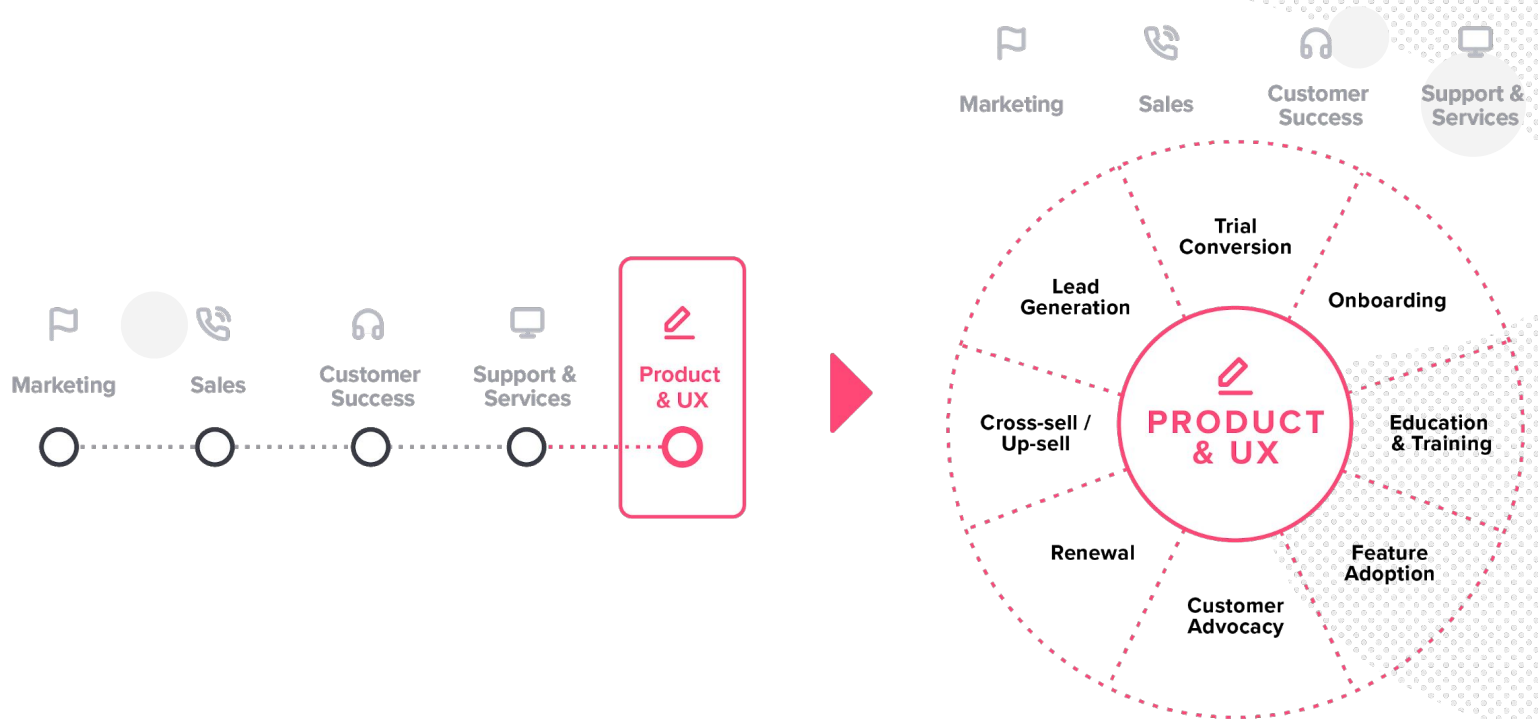 Marketing
Sales
Customer
Success
Support &
Services
Product
& UX
Marketing
Sales
Customer
Success
Support &
Services
Trial
Conversion
Lead
Generation
Onboarding
Cross-sell /
Up-sell
PRODUCT
& UX
Education
& Training
Renewal
Feature
Adoption
Customer
Advocacy